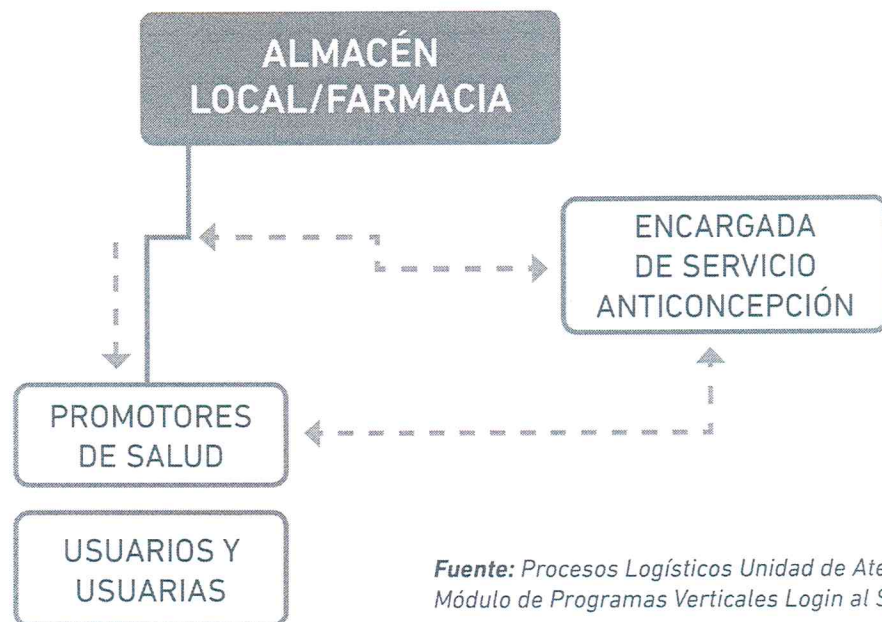 ALMACÉN
LOCAL/FARMACIA
ENCARGADA
DE SERVICIO
ANTICONCEPCIÓN
PROMOTORES
DE SALUD
USUARIOS Y
USUARIAS
Fuente: Procesos Logísticos Unidad de
Módulo de Programas Verticales Login al